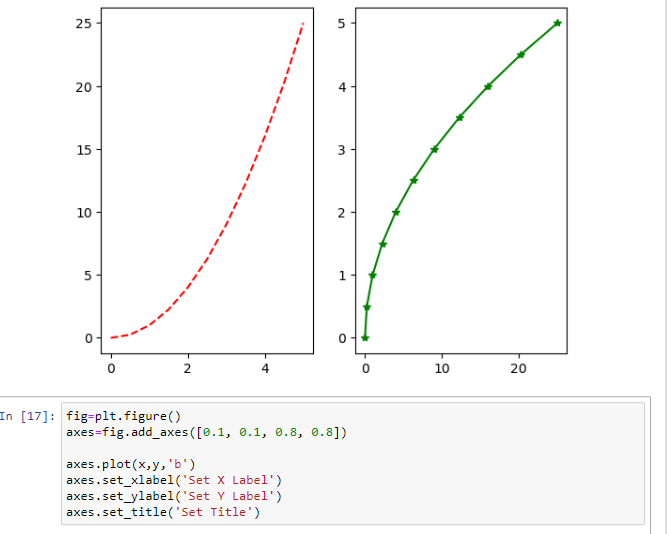 25
20
15
10
5
0
0 2 4
5
4
3
2
1
0
0 10 20
In [17]: fig=plt.figure()
axes=fig.add_axes([0.1, 0.1, 0.8, 0.8])
axes.plot(x,y,'b')
axes.set_xlabel('Set X Label')
axes.set_ylabel('Set Y Label')
axes.set_title('Set Title')